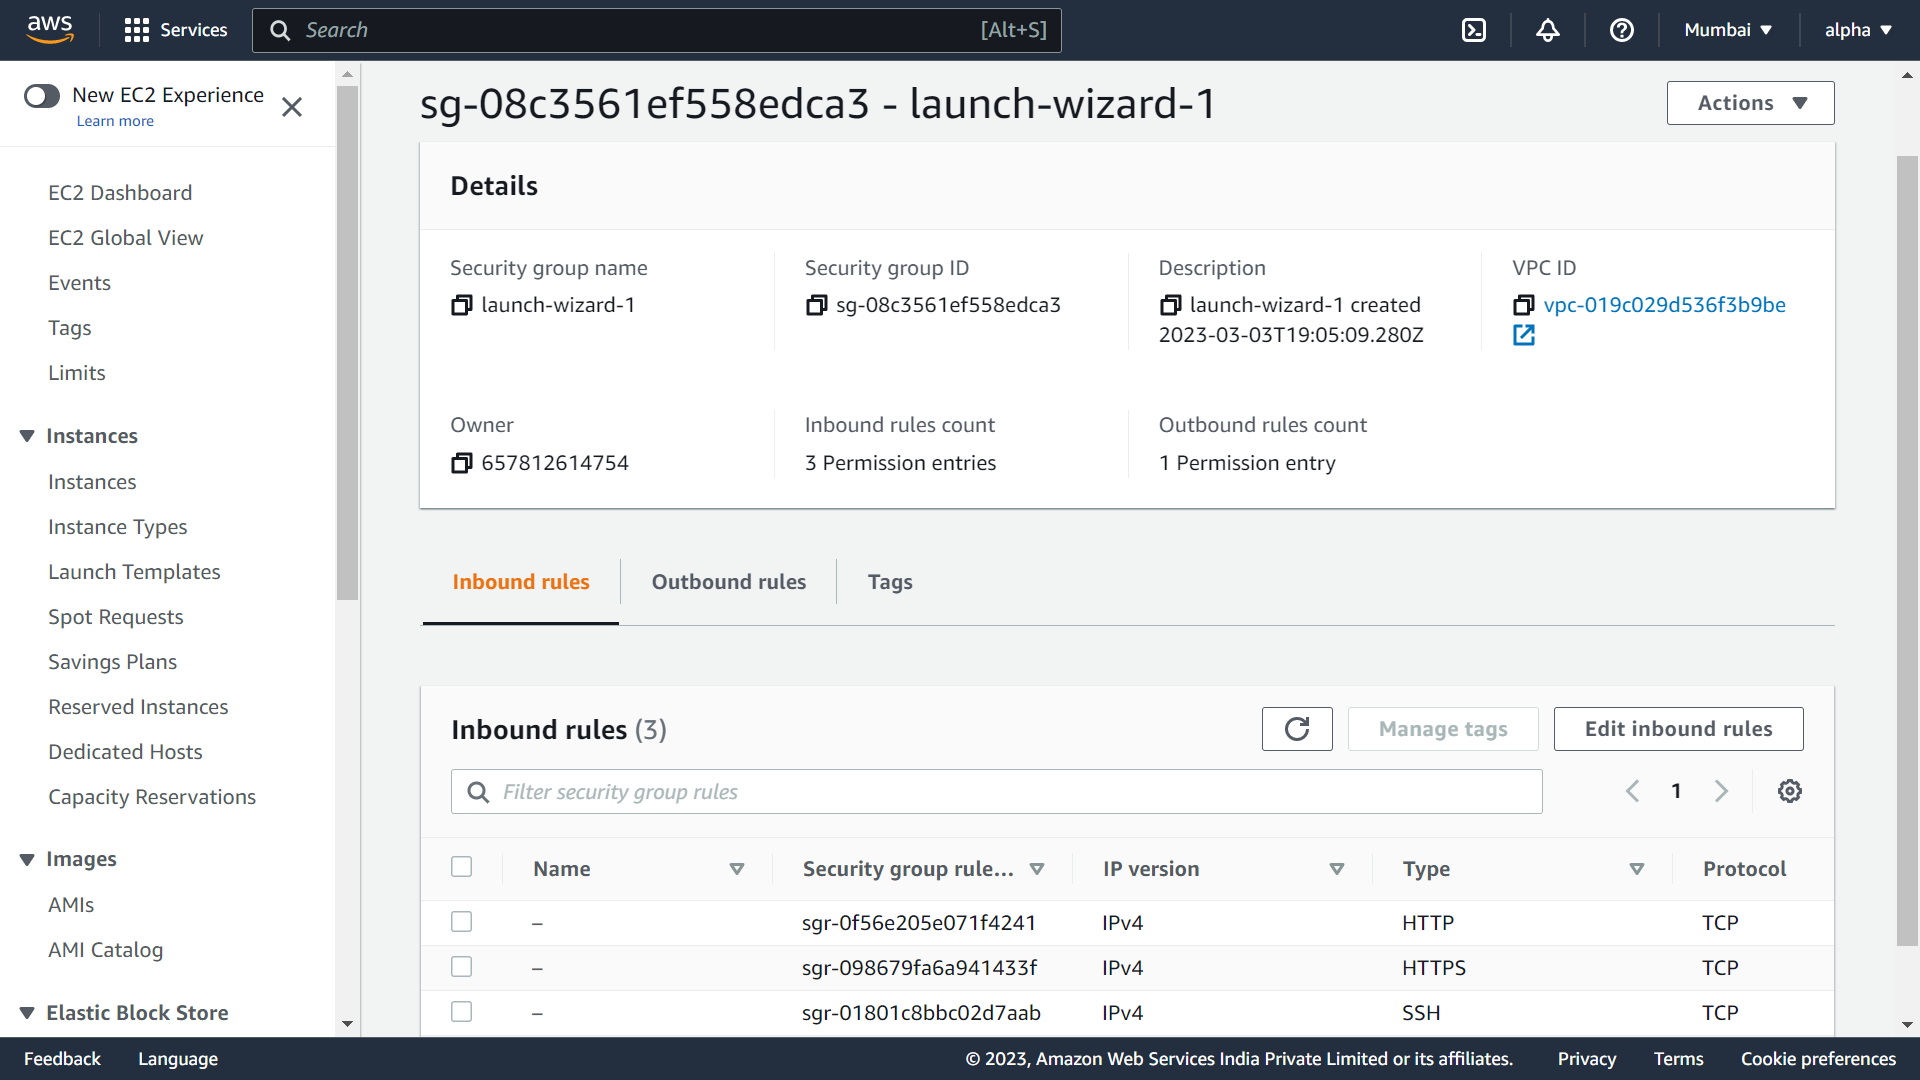 aws
Services
Search [Alt+S]
Mumbai
alpha
New EC2 Experience
Learn more
EC2 Dashboard
EC2 Global View
Events
Tags
Limits
Instances
Instances
Instance Types
Launch Templates
Spot Requests
Savings Plans
Reserved Instances
Dedicated Hosts
Capacity Reservations
Images
AMIs
AMI Catalog
Elastic Block Store
sg-08c3561ef558edca3 - launch-wizard-1
Actions
Details
Security group name
launch-wizard-1
Security group ID
sg-08c3561ef558edca3
Description
launch-wizard-1 created
2023-03-03T19:05:09.280Z
VPC ID
vpc-019c029d536f3b9be
Owner
657812614754
Inbound rules count
3 Permission entries
Outbound rules count
1 Permission entry
Inbound rules
Outbound rules
Tags
Inbound rules (3)
Manage tags
Edit inbound rules
Filter security group rules
1
Name Security group rule... IP version Type Protocol
– sgr-0f56e205e071f4241 IPv4 HTTP TCP
– sgr-098679fa6a941433f IPv4 HTTPS TCP
– sgr-01801c8bbc02d7aab IPv4 SSH TCP
Feedback
Language
© 2023, Amazon Web Services India Private Limited or its affiliates.
Privacy
Terms
Cookie preferences